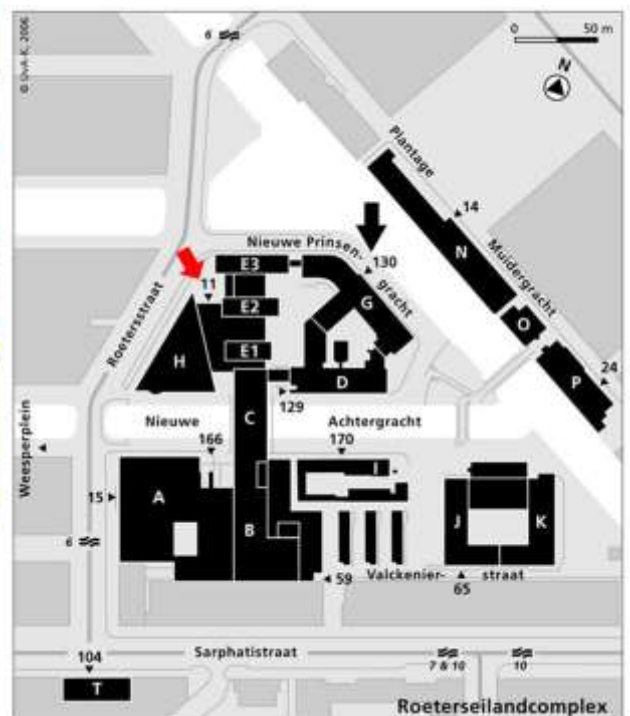 © UvA-K, 2006
6
0 50 m
N
Plantage
14
Muidergracht
N
Nieuwe Prinsen-
gracht
130
E3
11
G
E2
O
Roetersstraat
E1
H
P
24
D
C
129
Nieuwe
Achtergracht
166
170
Weesperplein
A
15
J
K
B
6
59
Valckenier-
straat
65
Sarphatistraat
104
7 & 10
10
T
Roeterseilandcomplex